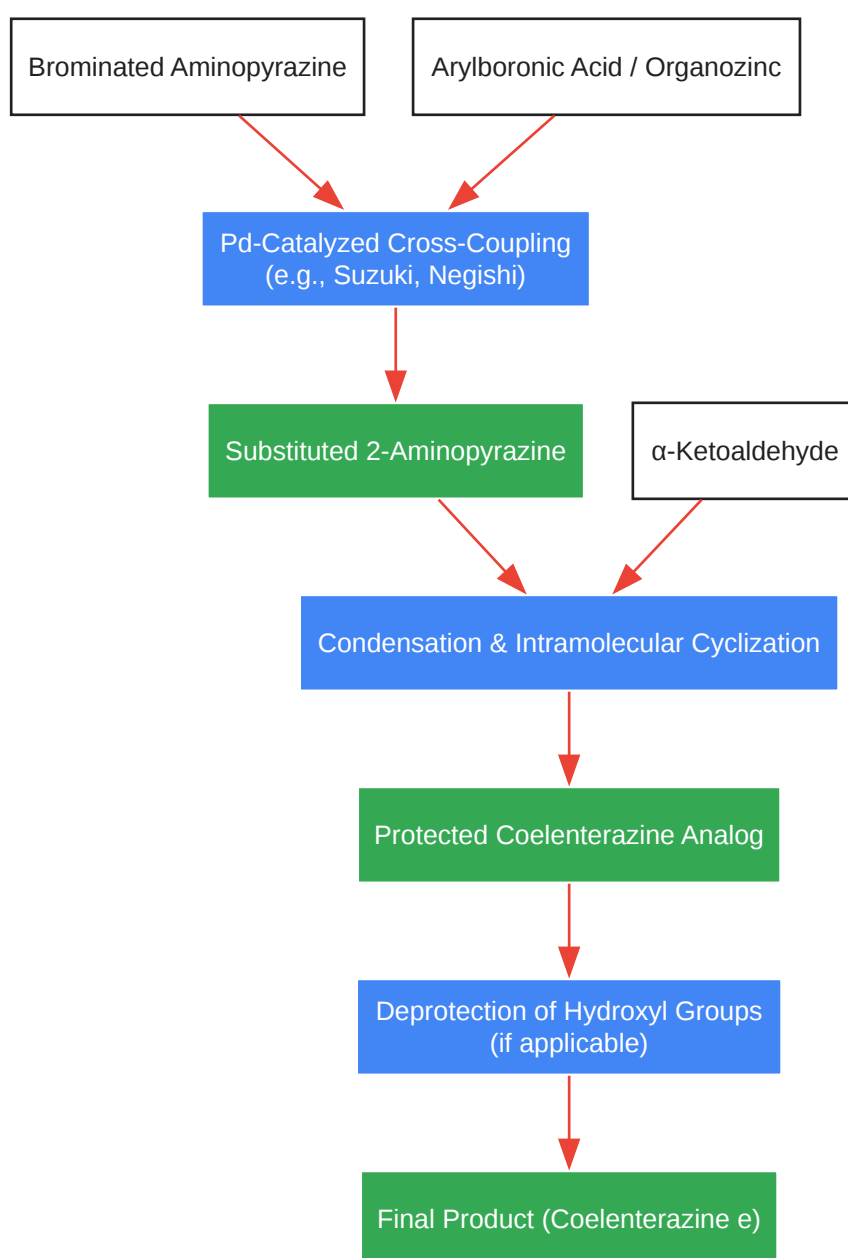 Brominated Aminopyrazine
Arylboronic Acid / Organozinc
Pd-Catalyzed Cross-Coupling
(e.g., Suzuki, Negishi)
Substituted 2-Aminopyrazine
α-Ketoaldehyde
Condensation & Intramolecular Cyclization
Protected Coelenterazine Analog
Deprotection of Hydroxyl Groups
(if applicable)
Final Product (Coelenterazine e)